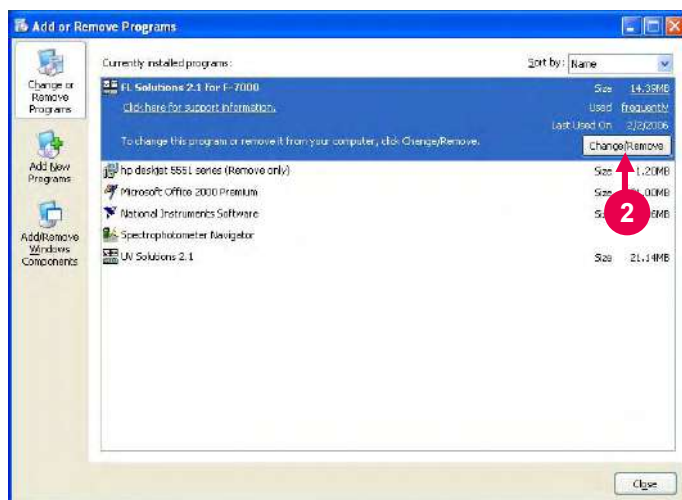 Add or Remove Programs
Change or Remove Programs
Add New Programs
Add/Remove Windows Components
Currently installed programs:
Sort by: Name
FL Solutions 2.1 for F-7000
Size 14.39MB
Click here for support information.
Used frequently
Last Used On 2/2/2006
To change this program or remove it from your computer, click Change/Remove.
Change/Remove
hp deskjet 5551 series (Remove only)
Size 1.20MB
Microsoft Office 2000 Premium
Size
National Instruments Software
2
Spectrophotometer Navigator
UV Solutions 2.1
Size 21.14MB
Close